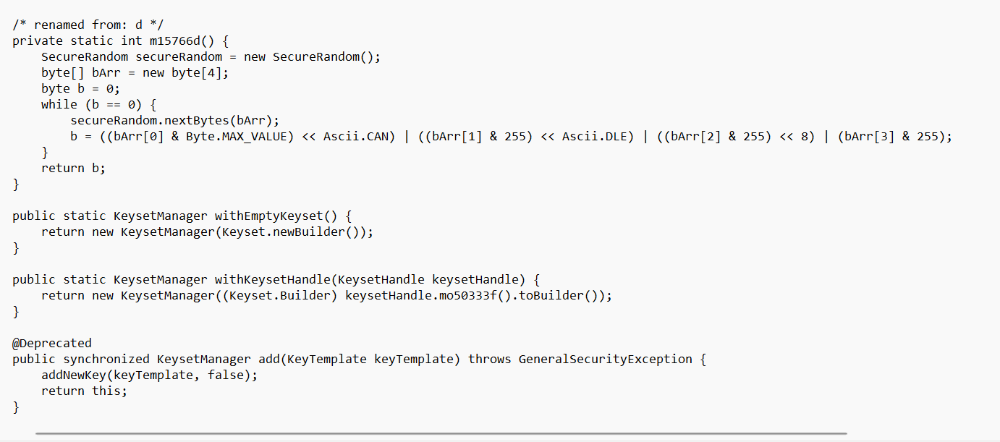 /* renamed from: d */
private static int m15766d() {
    SecureRandom secureRandom = new SecureRandom();
    byte[] bArr = new byte[4];
    byte b = 0;
    while (b == 0) {
        secureRandom.nextBytes(bArr);
        b = ((bArr[0] & Byte.MAX_VALUE) << Ascii.CAN) | ((bArr[1] & 255) << Ascii.DLE) | ((bArr[2] & 255) << 8) | (bArr[3] & 255);
    }
    return b;
}

public static KeysetManager withEmptyKeyset() {
    return new KeysetManager(Keyset.newBuilder());
}

public static KeysetManager withKeysetHandle(KeysetHandle keysetHandle) {
    return new KeysetManager((Keyset.Builder) keysetHandle.mo50333f().toBuilder());
}

@Deprecated
public synchronized KeysetManager add(KeyTemplate keyTemplate) throws GeneralSecurityException {
    addNewKey(keyTemplate, false);
    return this;
}